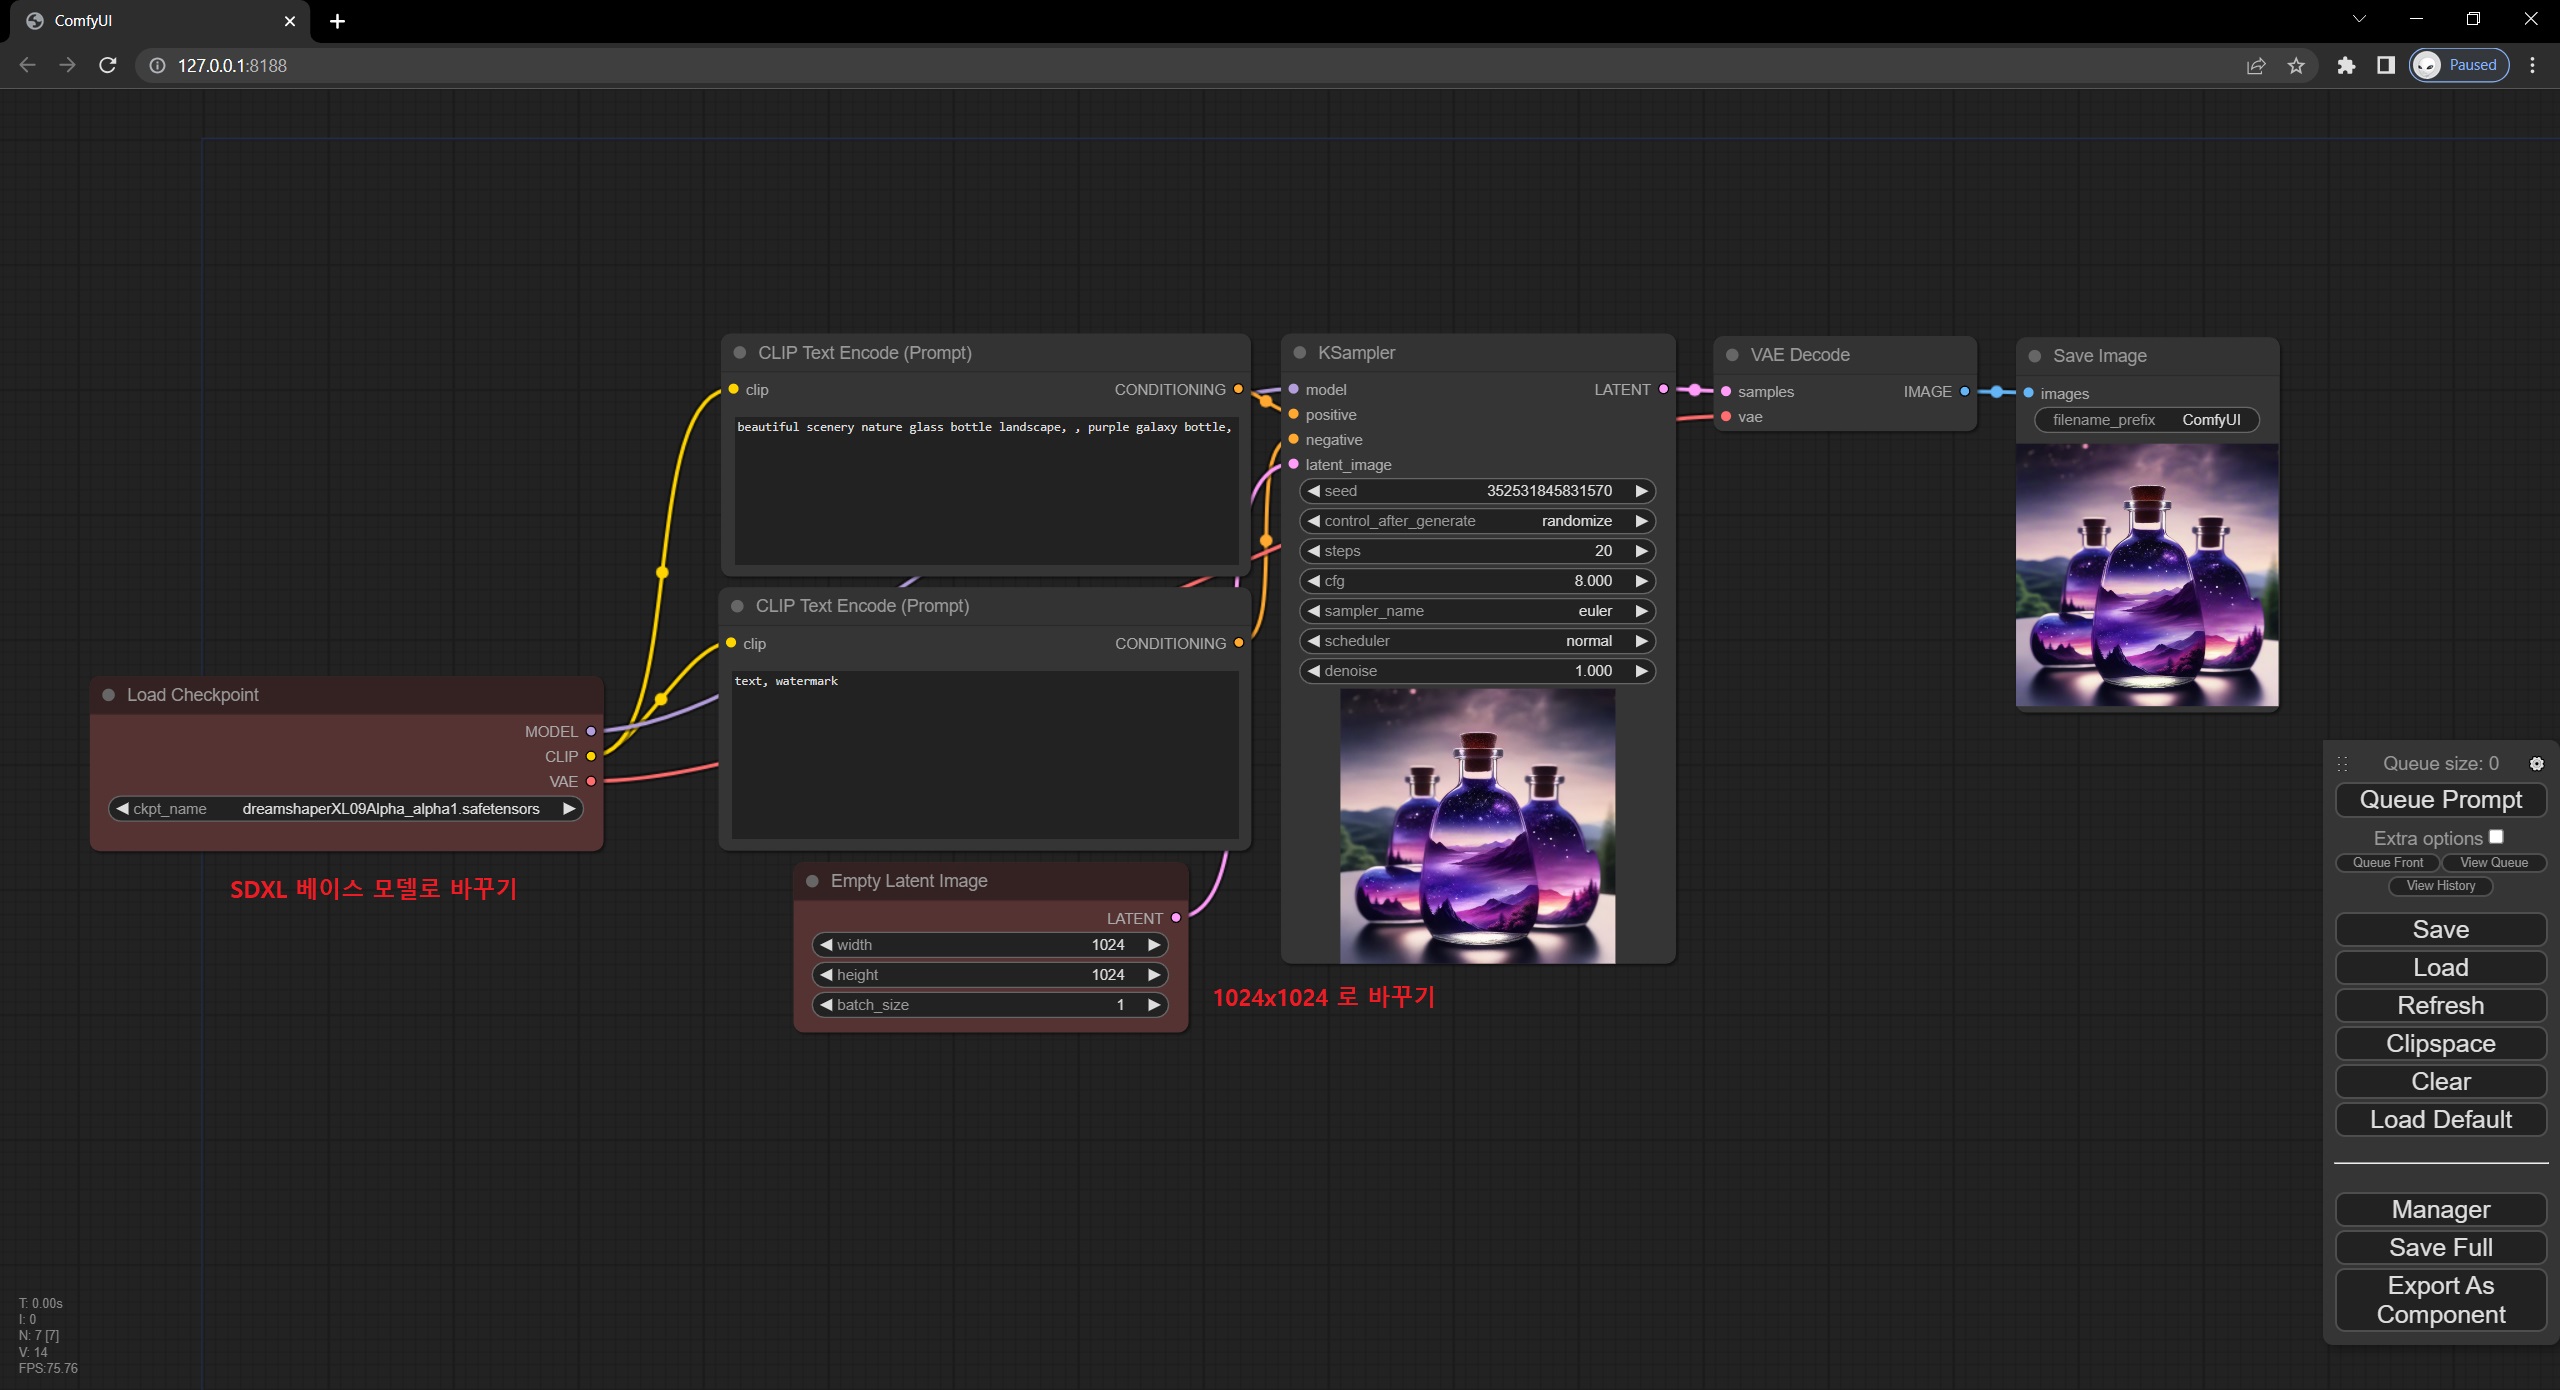 ComfyUI
127.0.0.1:8188
Paused
CLIP Text Encode (Prompt)
clip
CONDITIONING
beautiful scenery nature glass bottle landscape, , purple galaxy bottle,
CLIP Text Encode (Prompt)
clip
CONDITIONING
text, watermark
Load Checkpoint
MODEL
CLIP
VAE
ckpt_name dreamshaperXL09Alpha_alpha1.safetensors
SDXL 베이스 모델로 바꾸기
Empty Latent Image
LATENT
width 1024
height 1024
batch_size 1
1024x1024 로 바꾸기
KSampler
model LATENT
positive
negative
latent_image
seed 352531845831570
control_after_generate randomize
steps 20
cfg 8.000
sampler_name euler
scheduler normal
denoise 1.000
VAE Decode
samples IMAGE
vae
Save Image
images
filename_prefix ComfyUI
Queue size: 0
Queue Prompt
Extra options
Queue Front View Queue
View History
Save
Load
Refresh
Clipspace
Clear
Load Default
Manager
Save Full
Export As
Component
T: 0.00s
I: 0
N: 7 [7]
V: 14
FPS:75.76